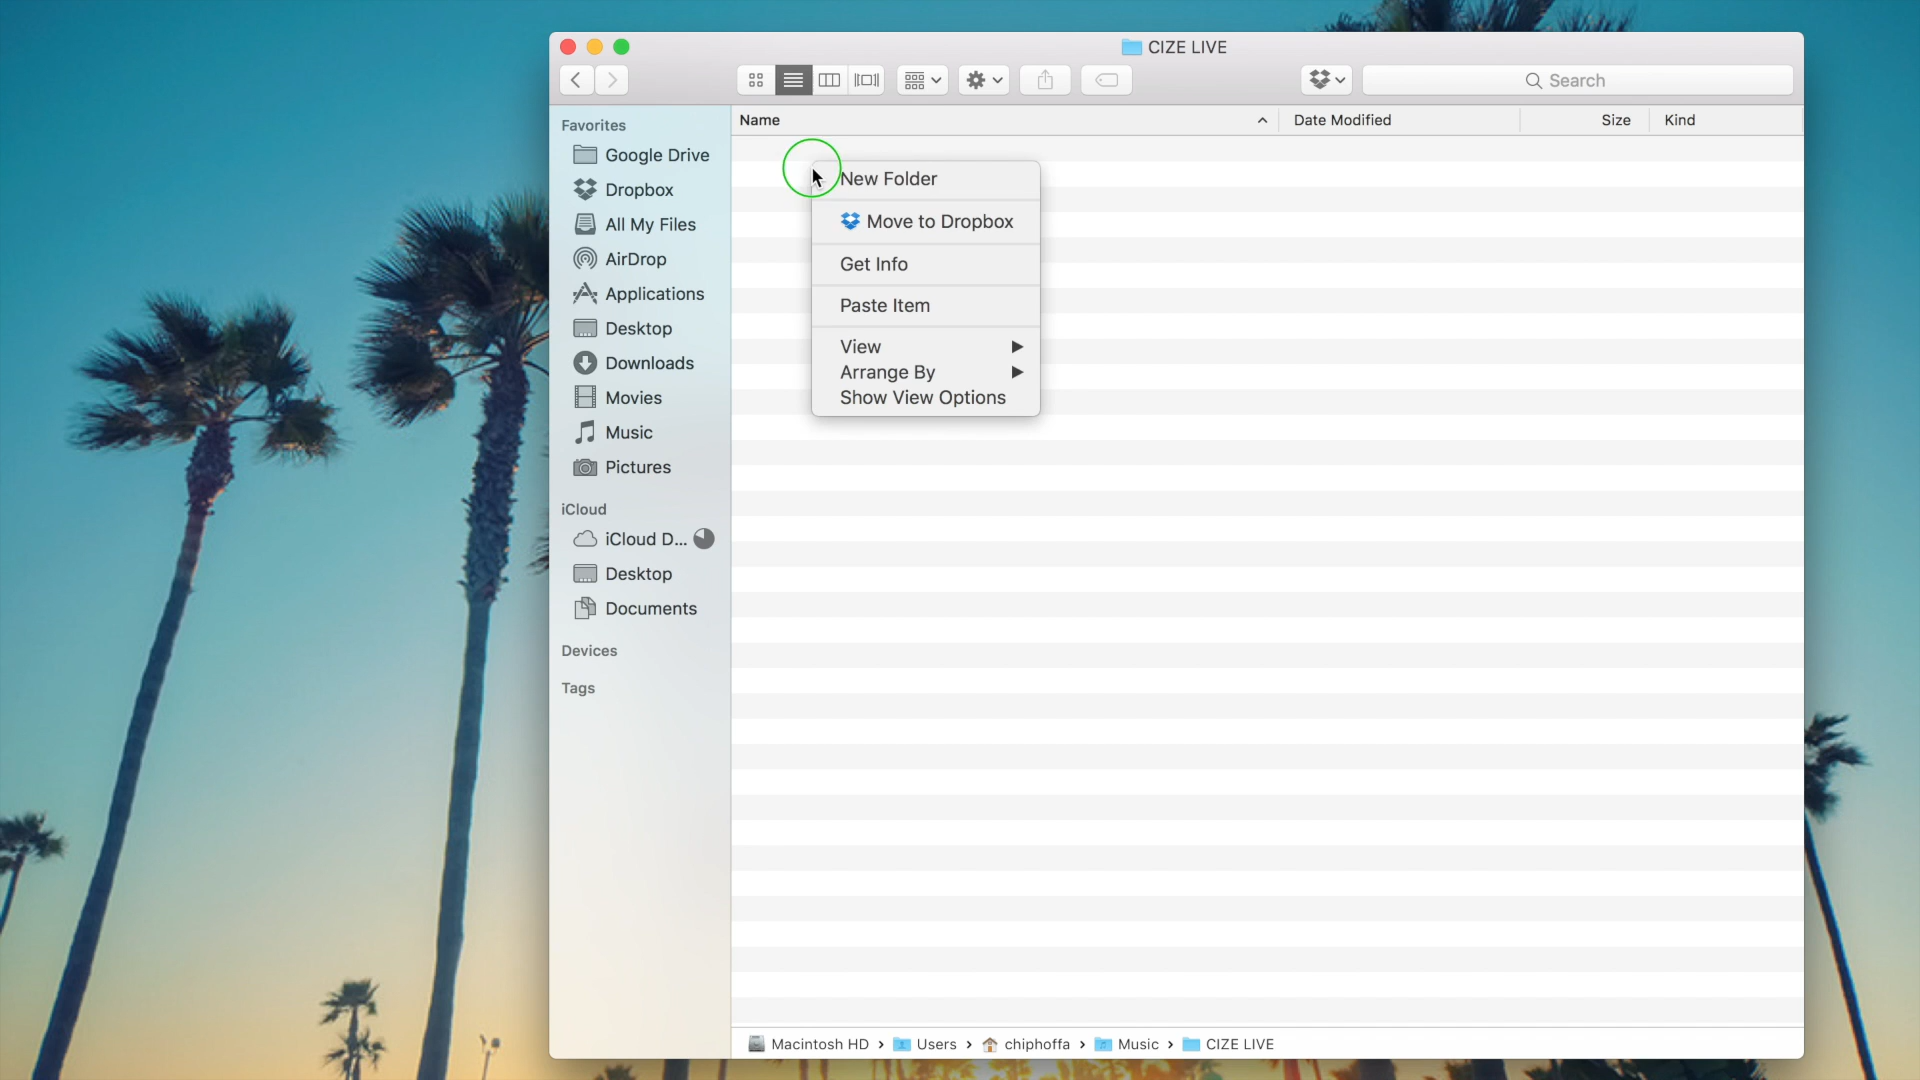 CIZE LIVE
Search
Favorites
Google Drive
Dropbox
All My Files
AirDrop
Applications
Desktop
Downloads
Movies
Music
Pictures
iCloud
iCloud D...
Desktop
Documents
Devices
Tags
Name
Date Modified
Size
Kind
New Folder
Move to Dropbox
Get Info
Paste Item
View
Arrange By
Show View Options
Macintosh HD › Users › chiphoffa › Music › CIZE LIVE